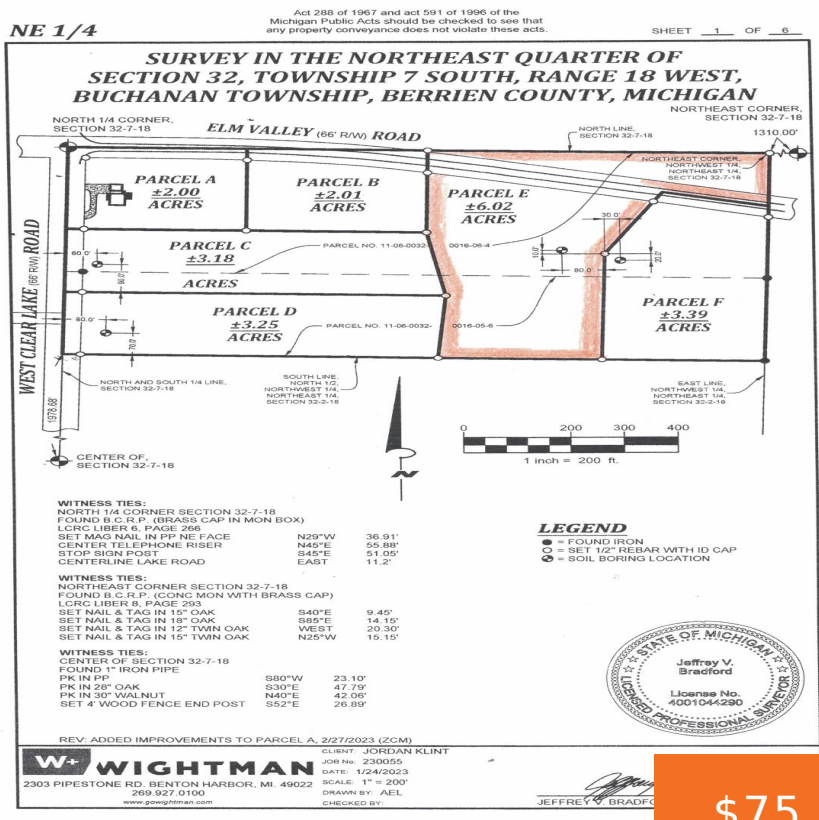 Act 288 of 1967 and act 591 of 1996 of the
Michigan Public Acts should be checked to see that
any property conveyance does not violate these acts.
NE 1/4
SHEET 1 OF 6
SURVEY IN THE NORTHEAST QUARTER OF
SECTION 32, TOWNSHIP 7 SOUTH, RANGE 18 WEST,
BUCHANAN TOWNSHIP, BERRIEN COUNTY, MICHIGAN
NORTHEAST CORNER,
SECTION 32-7-18
NORTH 1/4 CORNER,
SECTION 32-7-18
ELM VALLEY (66' R/W) ROAD
NORTH LINE,
SECTION 32-7-18
1310.00'
NORTHEAST CORNER,
NORTHWEST 1/4,
NORTHEAST 1/4,
SECTION 32-7-18
PARCEL A
±2.00
ACRES
PARCEL B
±2.01
ACRES
PARCEL E
±6.02
ACRES
30.0'
PARCEL C
±3.18
ACRES
PARCEL NO. 11-06-0032- 0016-06-4
60.0'
90.0'
10.0'
80.0'
20.0'
WEST CLEAR LAKE (66' R/W) ROAD
PARCEL D
±3.25
ACRES
PARCEL NO. 11-06-0032- 0016-05-6
60.0'
70.0'
PARCEL F
±3.39
ACRES
NORTH AND SOUTH 1/4 LINE,
SECTION 32-7-18
SOUTH LINE,
NORTH 1/2,
NORTHWEST 1/4,
NORTHEAST 1/4,
SECTION 32-2-18
EAST LINE,
NORTHWEST 1/4,
NORTHEAST 1/4,
SECTION 32-2-18
1978.68'
CENTER OF,
SECTION 32-7-18
N
0 200 300 400
1 inch = 200 ft.
WITNESS TIES:
NORTH 1/4 CORNER SECTION 32-7-18
FOUND B.C.R.P. (BRASS CAP IN MON BOX)
LCRC LIBER 6, PAGE 266
SET MAG NAIL IN PP NE FACE N29°W 36.91'
CENTER TELEPHONE RISER N45°E 55.88'
STOP SIGN POST S45°E 51.05'
CENTERLINE LAKE ROAD EAST 11.2'
LEGEND
= FOUND IRON
= SET 1/2" REBAR WITH ID CAP
= SOIL BORING LOCATION
WITNESS TIES:
NORTHEAST CORNER SECTION 32-7-18
FOUND B.C.R.P. (CONC MON WITH BRASS CAP)
LCRC LIBER 8, PAGE 293
SET NAIL & TAG IN 15" OAK S40°E 9.45'
SET NAIL & TAG IN 18" OAK S85°E 14.15'
SET NAIL & TAG IN 12" TWIN OAK WEST 20.30'
SET NAIL & TAG IN 15" TWIN OAK N25°W 15.15'
WITNESS TIES:
CENTER OF SECTION 32-7-18
FOUND 1" IRON PIPE
PK IN PP S80°W 23.10'
PK IN 28" OAK S30°E 47.79'
PK IN 30" WALNUT N40°E 42.06'
SET 4' WOOD FENCE END POST S52°E 26.89'
STATE OF MICHIGAN
Jeffrey V.
Bradford
License No.
4001044290
LICENSED PROFESSIONAL SURVEYOR
REV: ADDED IMPROVEMENTS TO PARCEL A, 2/27/2023 (ZCM)
W+ WIGHTMAN
2303 PIPESTONE RD. BENTON HARBOR, MI. 49022
269.927.0100
www.gowightman.com
CLIENT: JORDAN KLINT
JOB No: 230055
DATE: 1/24/2023
SCALE: 1" = 200'
DRAWN BY: AEL
CHECKED BY:
JEFFREY V. BRADFO
$75